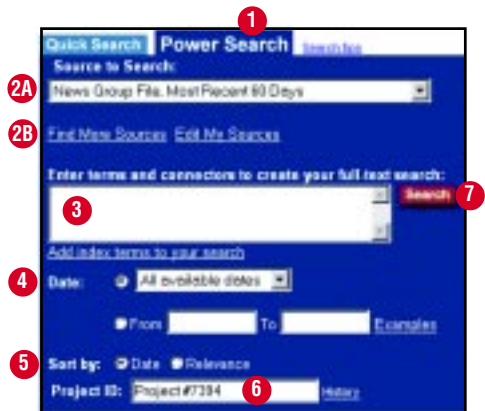 1
Quick Search Power Search Search tips
Source to Search:
2A News Group File, Most Recent 60 Days
2B Find More Sources Edit My Sources
Enter terms and connectors to create your full-text search:
3 Search 7
Add index terms to your search
4 Date: All available dates
From To Examples
5 Sort by: Date Relevance
Project ID: Project #7394 6 History